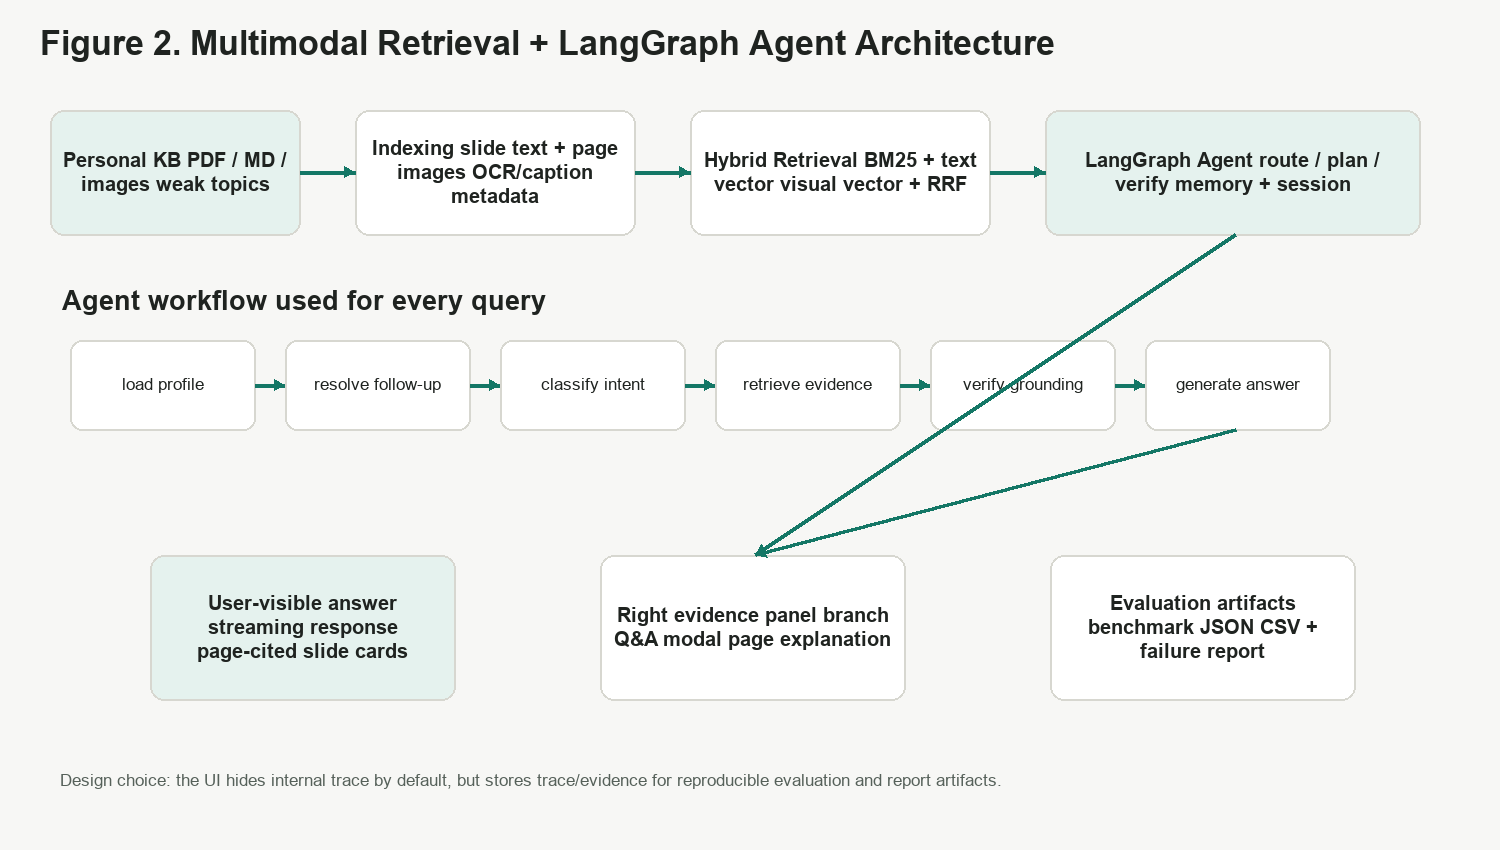 Figure 2. Multimodal Retrieval + LangGraph Agent Architecture
Personal KB PDF / MD /
images weak topics
Indexing slide text + page
images OCR/caption
metadata
Hybrid Retrieval BM25 + text
vector visual vector + RRF
LangGraph Agent route / plan /
verify memory + session
Agent workflow used for every query
load profile
resolve follow-up
classify intent
retrieve evidence
verify grounding
generate answer
User-visible answer
streaming response
page-cited slide cards
Right evidence panel branch
Q&A modal page explanation
Evaluation artifacts
benchmark JSON CSV +
failure report
Design choice: the UI hides internal trace by default, but stores trace/evidence for reproducible evaluation and report artifacts.